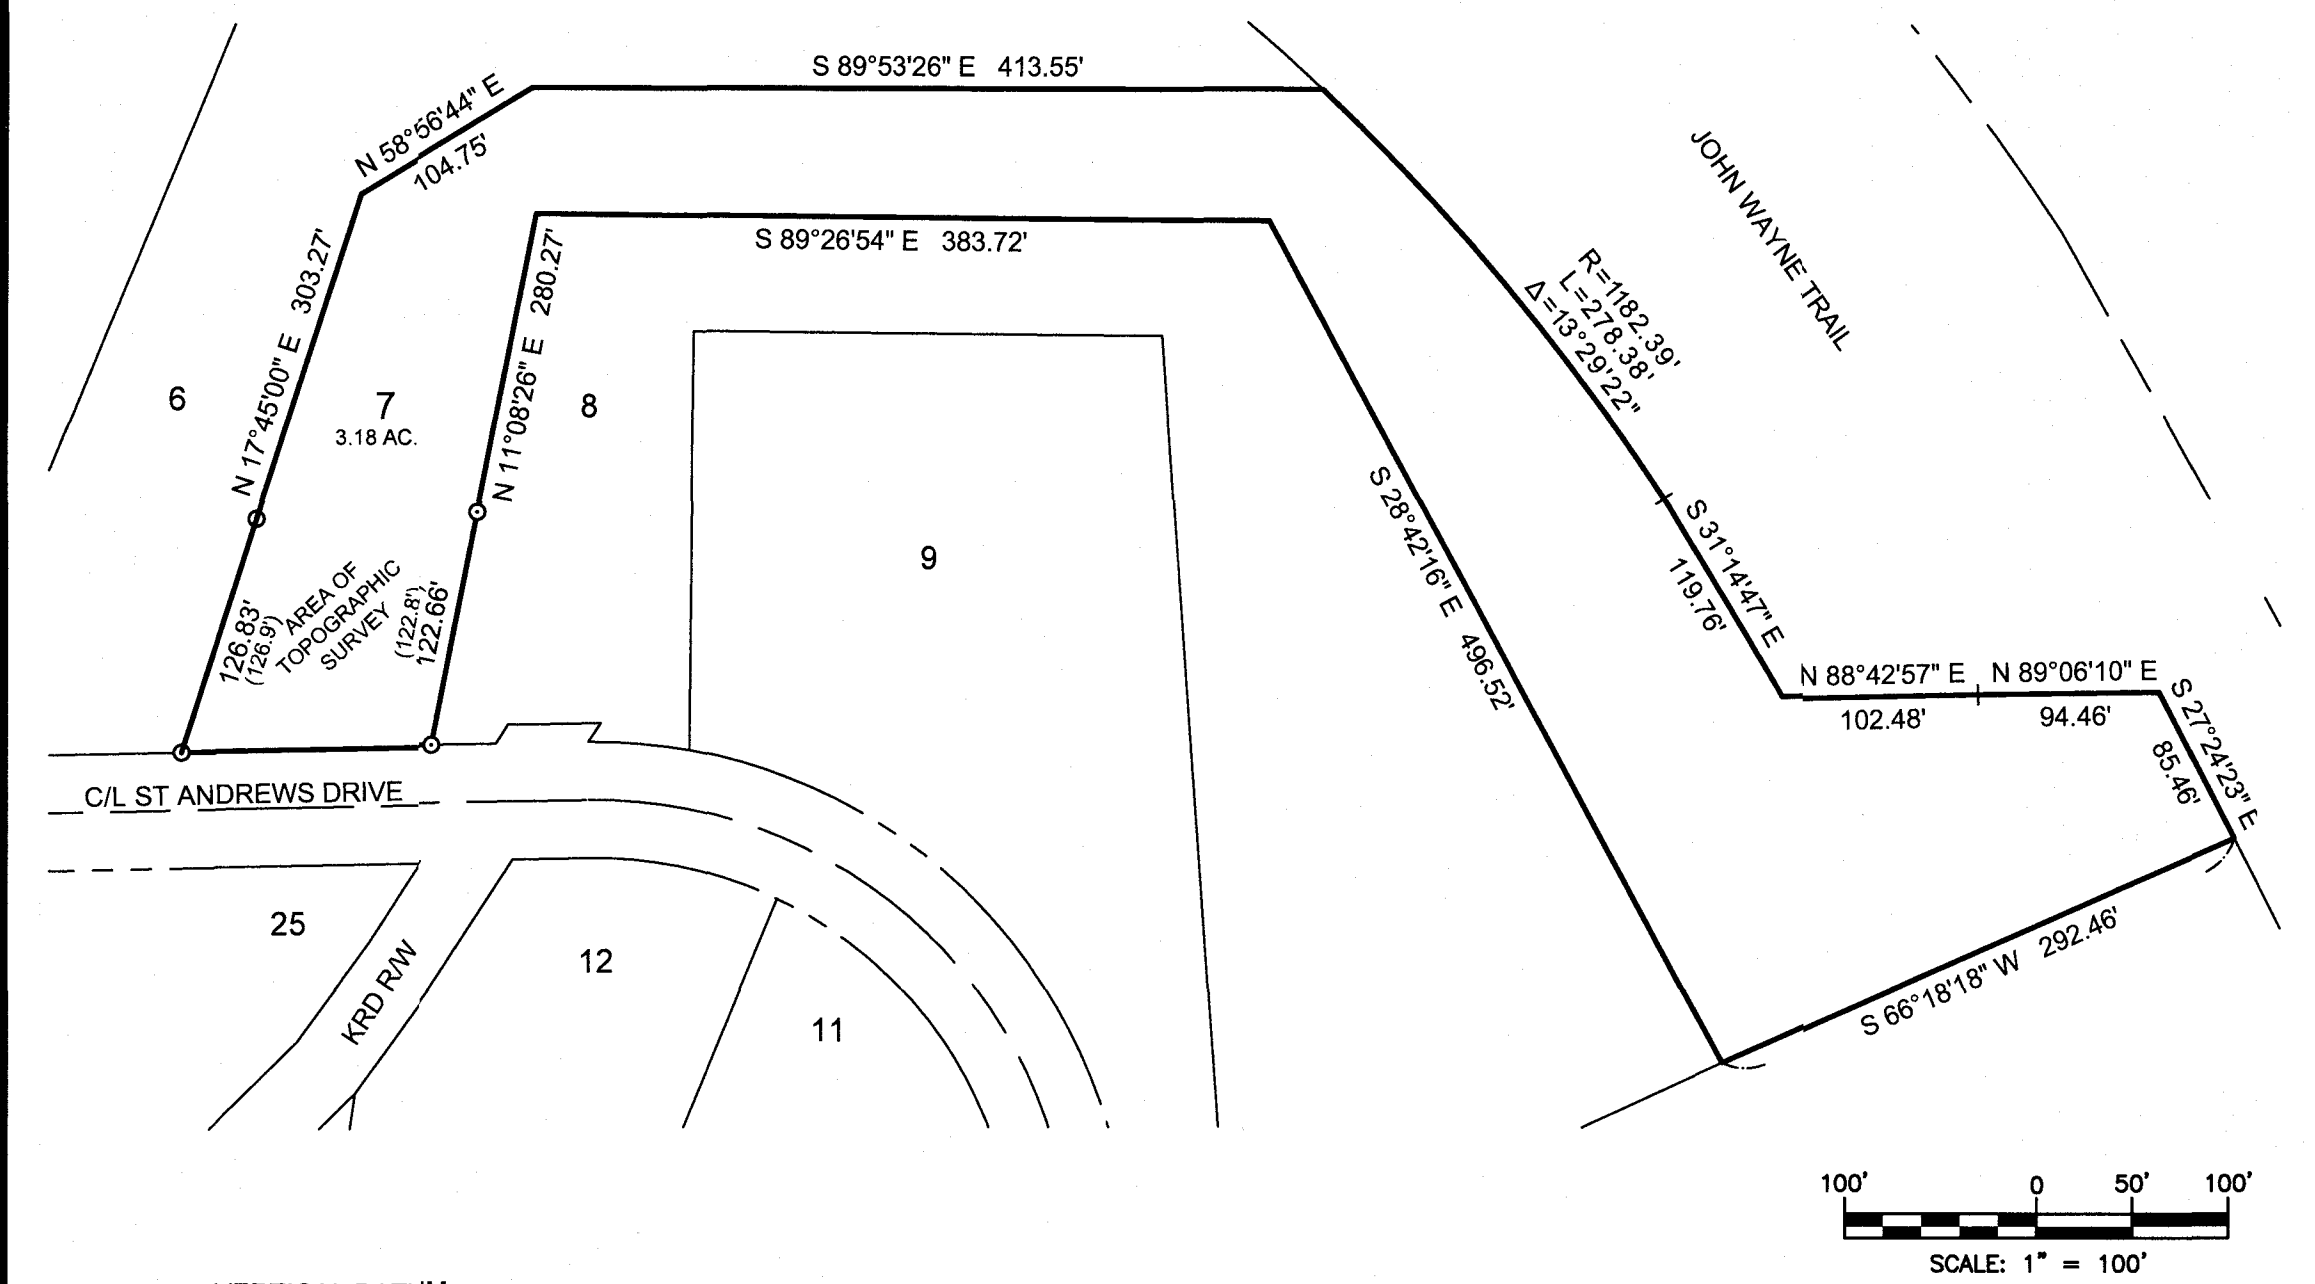 S 89°53'26" E 413.55'
N 58°56'44" E
104.75'
JOHN WAYNE TRAIL
S 89°26'54" E 383.72'
N 17°45'00" E 303.27'
N 11°08'26" E 280.27'
R=1182.39'
L=278.38'
Δ=13°29'22"
6
7
3.18 AC.
8
9
S 28°42'16" E 496.52'
S 31°14'47" E
119.76'
126.83'
(126.9')
AREA OF
TOPOGRAPHIC
SURVEY
(122.8')
122.66'
N 88°42'57" E
102.48'
N 89°06'10" E
94.46'
S 27°24'23" E
85.46'
C/L ST ANDREWS DRIVE
25
KRD R/W
12
11
S 66°18'18" W 292.46'
100' 0 50' 100'
SCALE: 1" = 100'